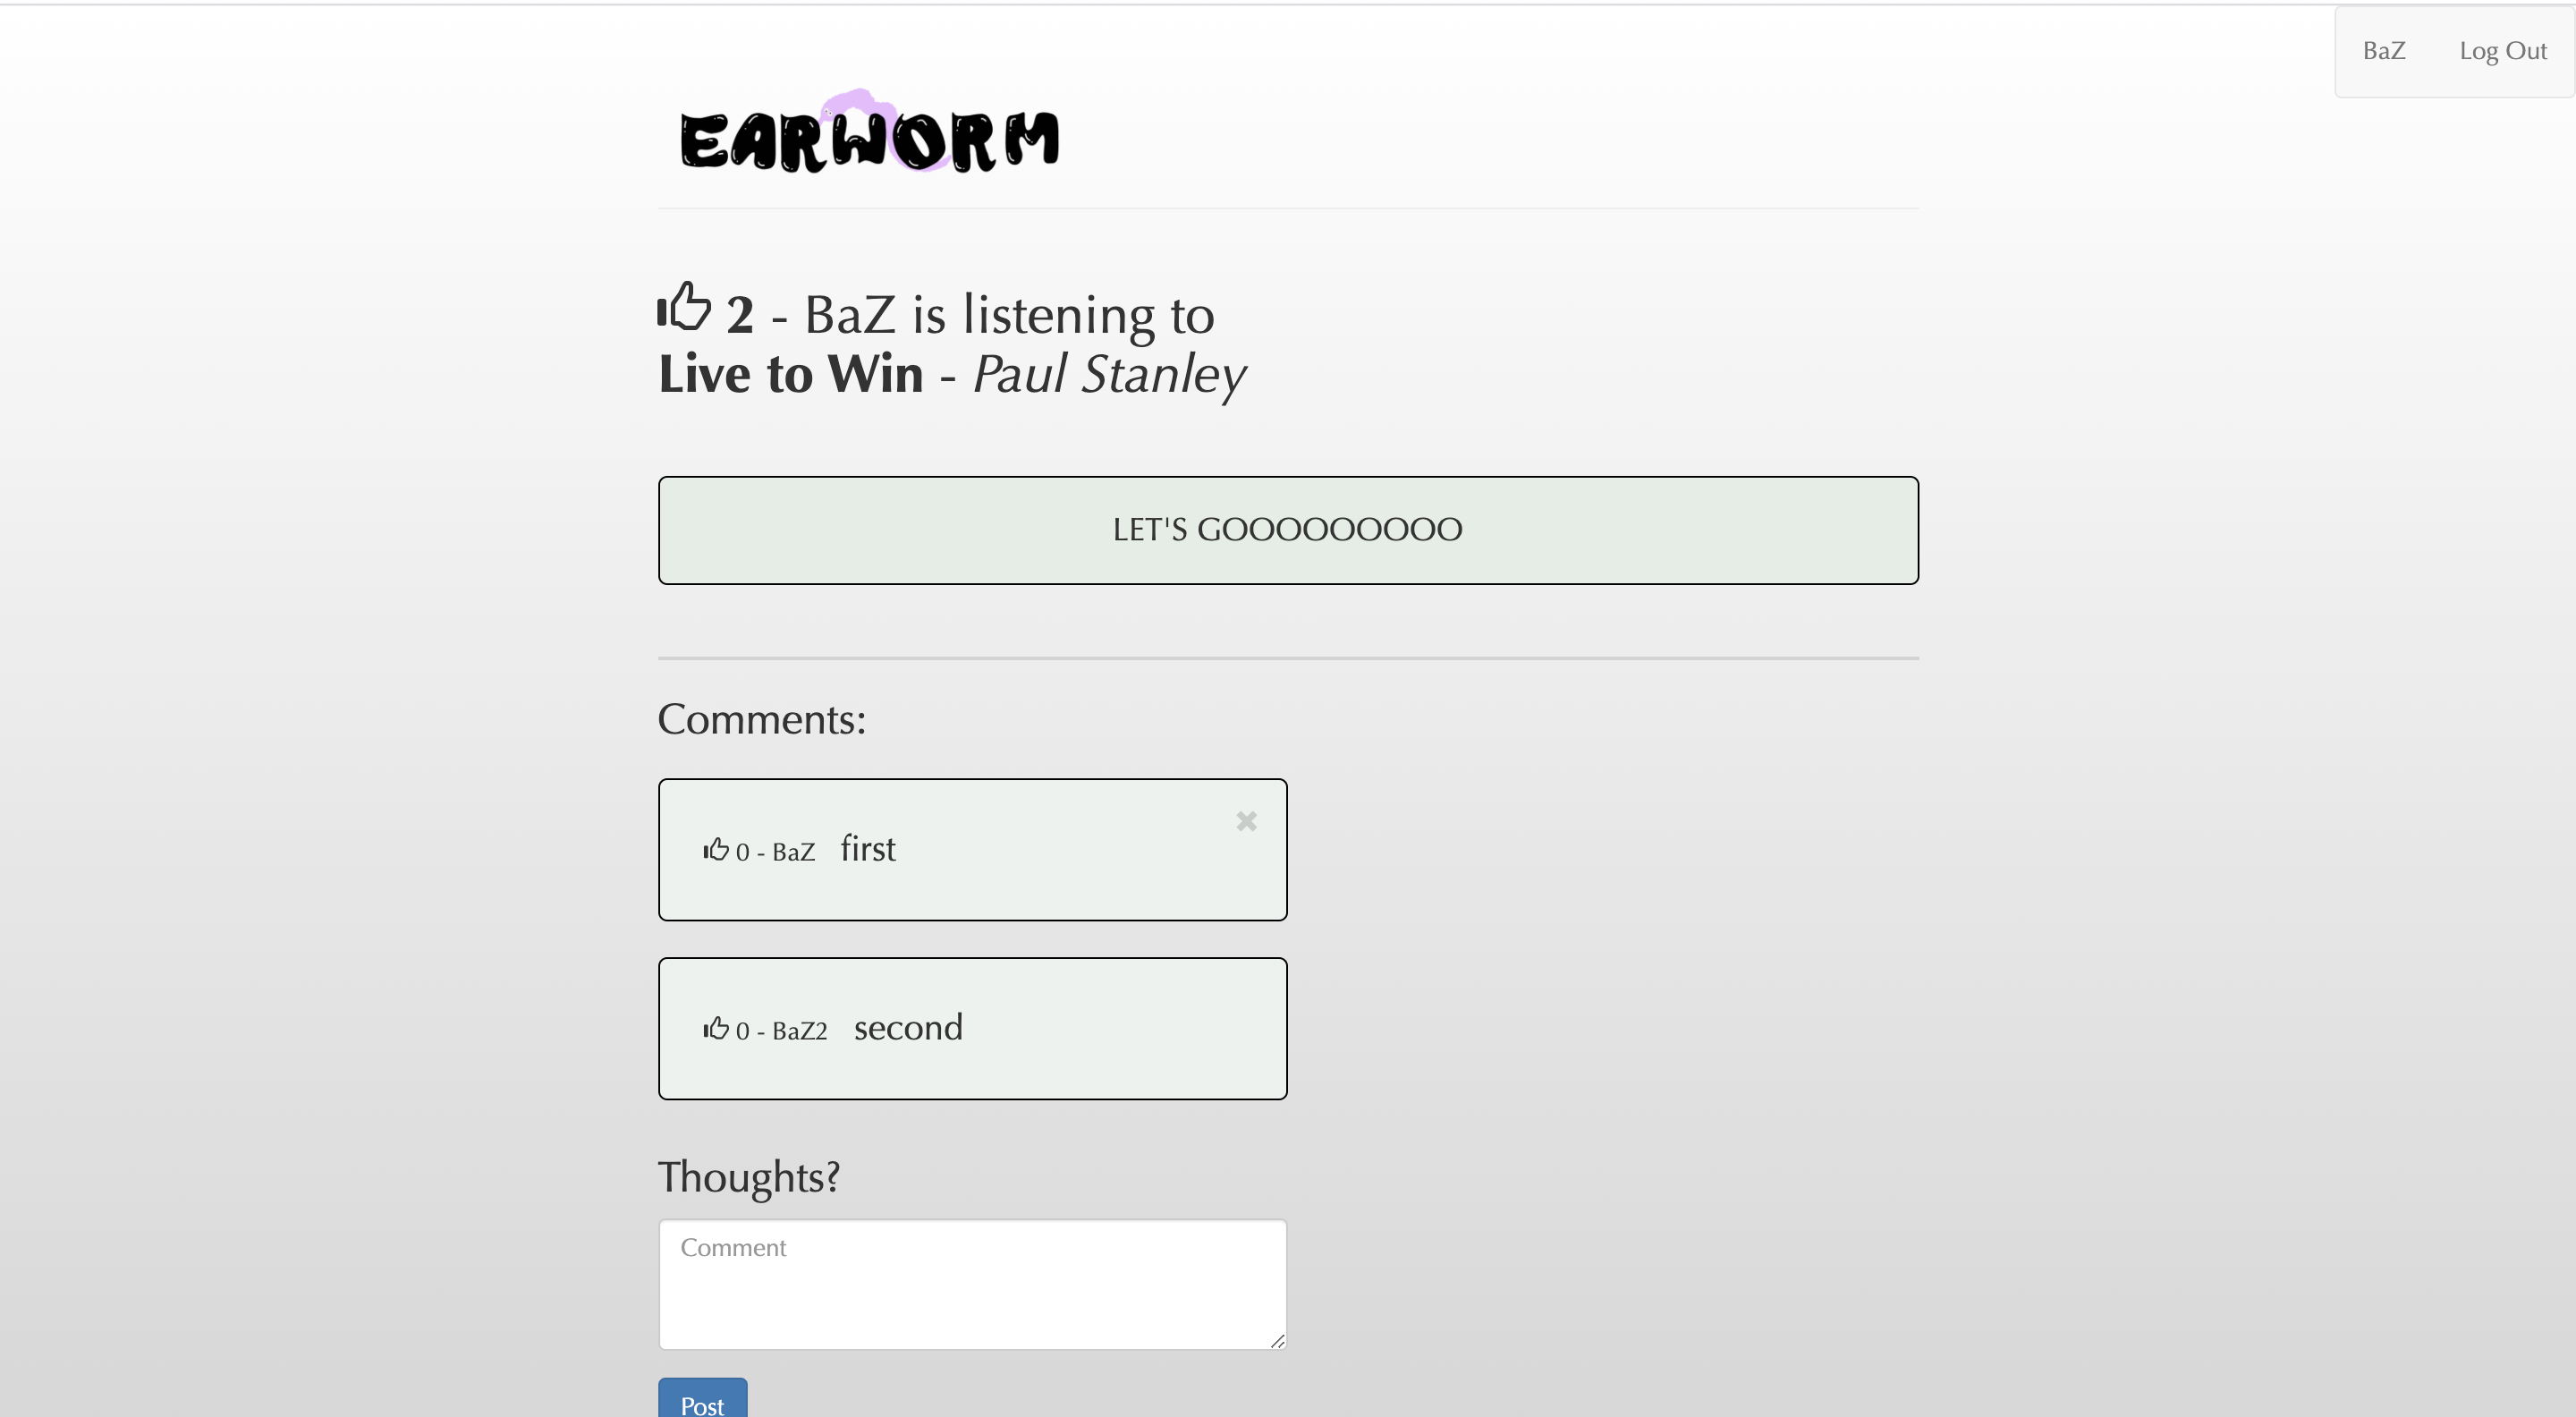 BaZ Log Out
EARWORM
2 - BaZ is listening to
Live to Win - Paul Stanley
LET'S GOOOOOOOOOO
Comments:
0 - BaZ first
0 - BaZ2 second
Thoughts?
Comment
Post